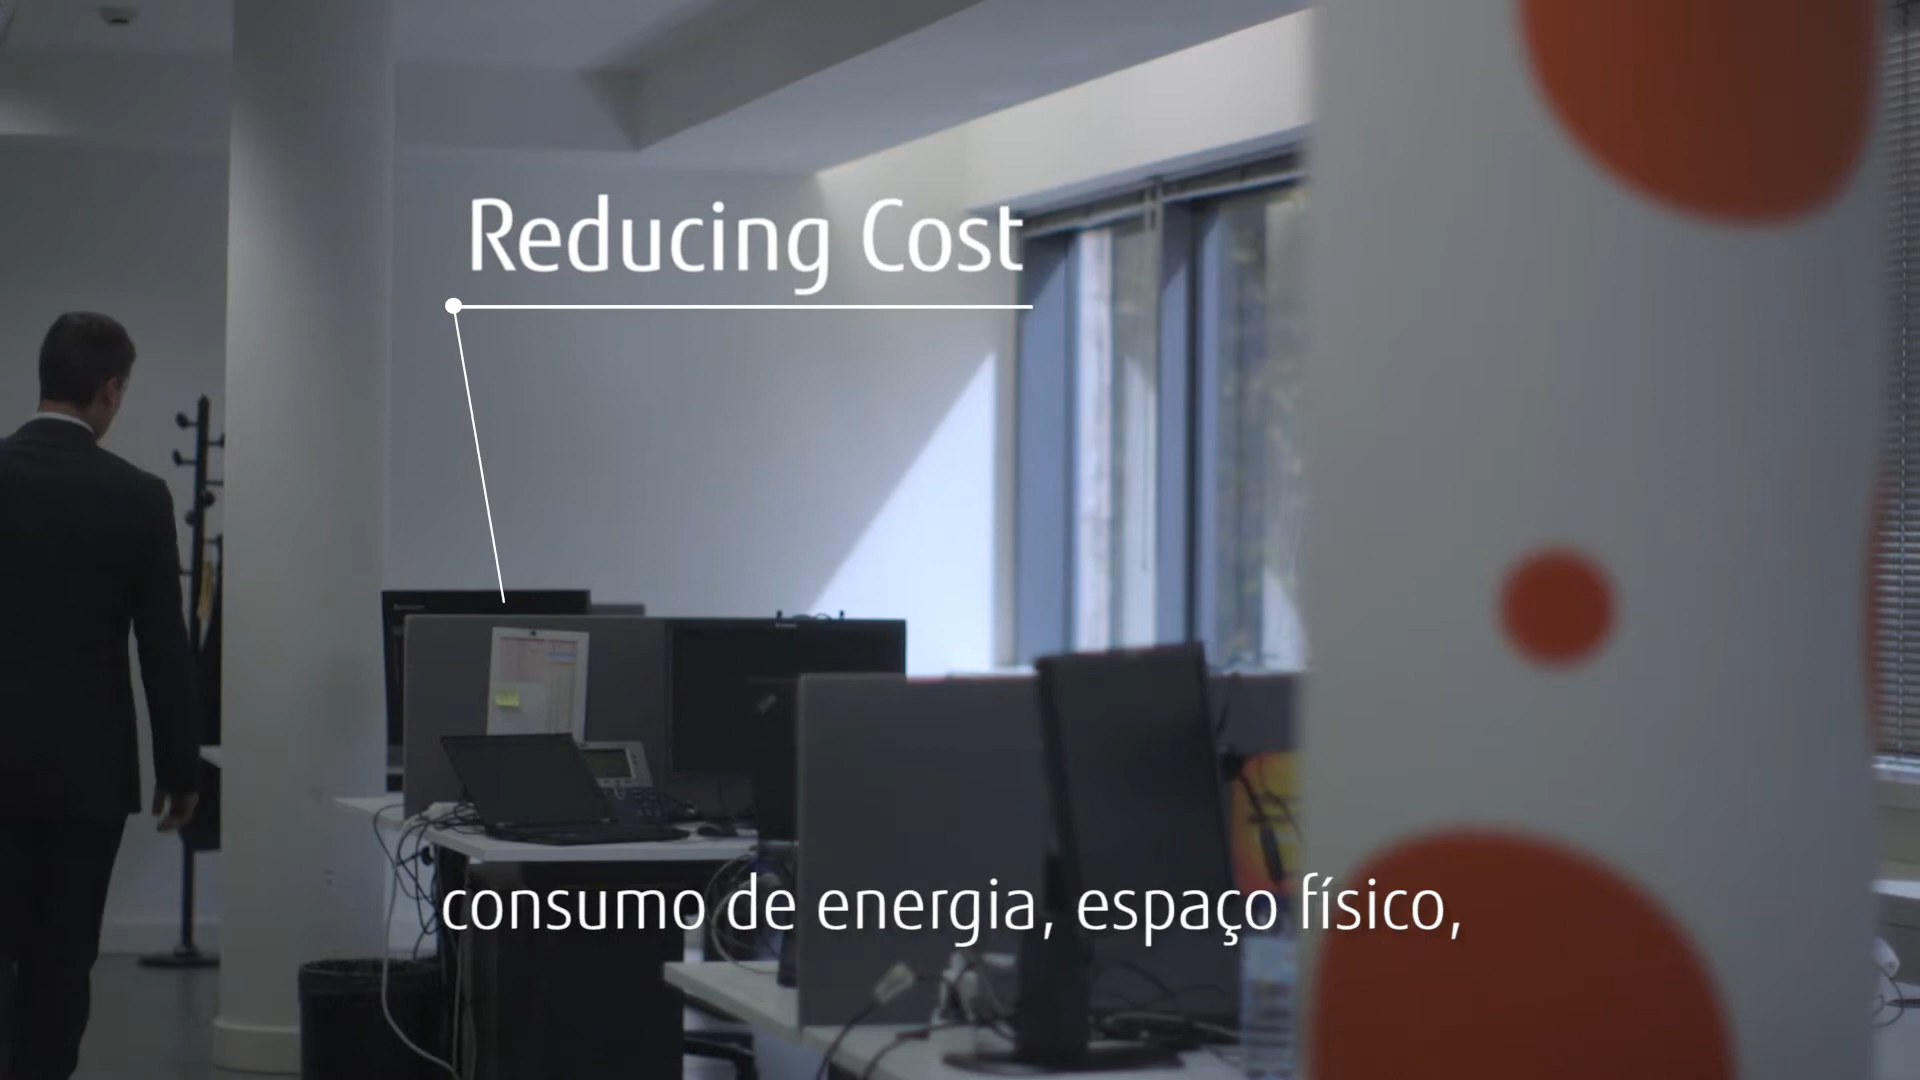 Reducing Cost
consumo de energia, espaço físico,